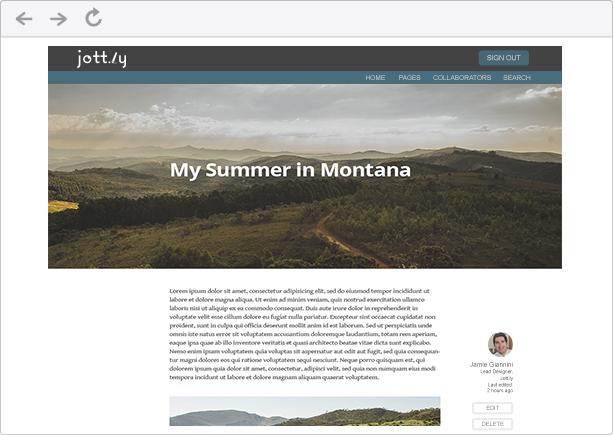 jott.ly
SIGN OUT
HOME PAGES COLLABORATORS SEARCH
My Summer in Montana
Lorem ipsum dolor sit amet, consectetur adipisicing elit, sed do eiusmod tempor incididunt ut
labore et dolore magna aliqua. Ut enim ad minim veniam, quis nostrud exercitation ullamco
laboris nisi ut aliquip ex ea commodo consequat. Duis aute irure dolor in reprehenderit in
voluptate velit esse cillum dolore eu fugiat nulla pariatur. Excepteur sint occaecat cupidatat non
proident, sunt in culpa qui officia deserunt mollit anim id est laborum. Sed ut perspiciatis unde
omnis iste natus error sit voluptatem accusantium doloremque laudantium, totam rem aperiam,
eaque ipsa quae ab illo inventore veritatis et quasi architecto beatae vitae dicta sunt explicabo.
Nemo enim ipsam voluptatem quia voluptas sit aspernatur aut odit aut fugit, sed quia consequun-
tur magni dolores eos qui ratione voluptatem sequi nesciunt. Neque porro quisquam est, qui
dolorem ipsum quia dolor sit amet, consectetur, adipisci velit, sed quia non numquam eius modi
tempora incidunt ut labore et dolore magnam aliquam quaerat voluptatem.
Jamie Giannini
Lead Designer,
Jott.ly
Last edited:
2 hours ago
EDIT
DELETE